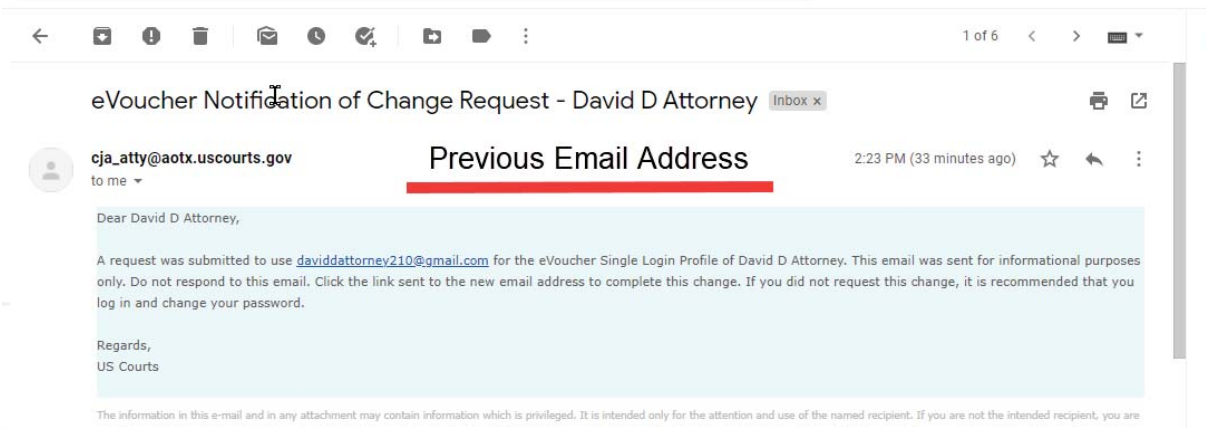 1 of 6
eVoucher Notification of Change Request - David D Attorney Inbox x
cja_atty@aotx.uscourts.gov
Previous Email Address
2:23 PM (33 minutes ago)
to me
Dear David D Attorney,
A request was submitted to use daviddattorney210@gmail.com for the eVoucher Single Login Profile of David D Attorney. This email was sent for informational purposes
only. Do not respond to this email. Click the link sent to the new email address to complete this change. If you did not request this change, it is recommended that you
log in and change your password.
Regards,
US Courts
The information in this e-mail and in any attachment may contain information which is privileged. It is intended only for the attention and use of the named recipient. If you are not the intended recipient, you are